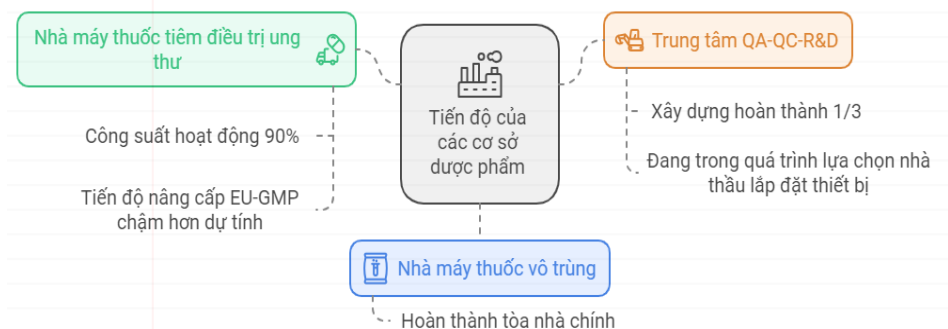 Nhà máy thuốc tiêm điều trị ung
thư
Công suất hoạt động 90%
Tiến độ nâng cấp EU-GMP
chậm hơn dự tính
Tiến độ của
các cơ sở
dược phẩm
Trung tâm QA-QC-R&D
Xây dựng hoàn thành 1/3
Đang trong quá trình lựa chọn nhà
thầu lắp đặt thiết bị
Nhà máy thuốc vô trùng
Hoàn thành tòa nhà chính